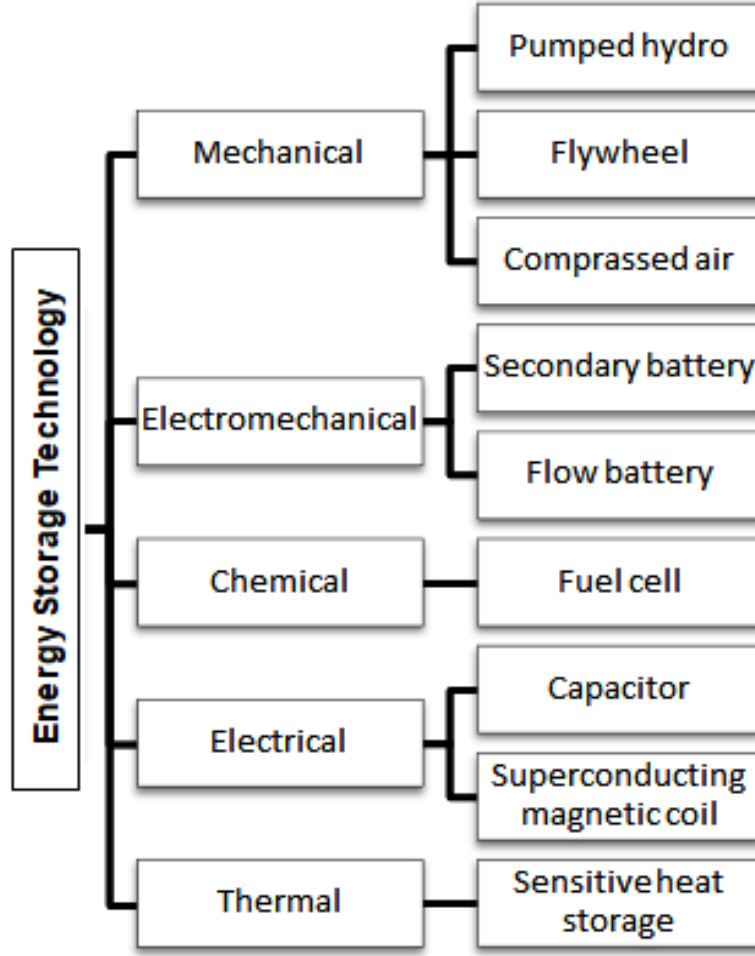 Energy Storage Technology
Mechanical
Pumped hydro
Flywheel
Comprassed air
Electromechanical
Secondary battery
Flow battery
Chemical
Fuel cell
Electrical
Capacitor
Superconducting
magnetic coil
Thermal
Sensitive heat
storage